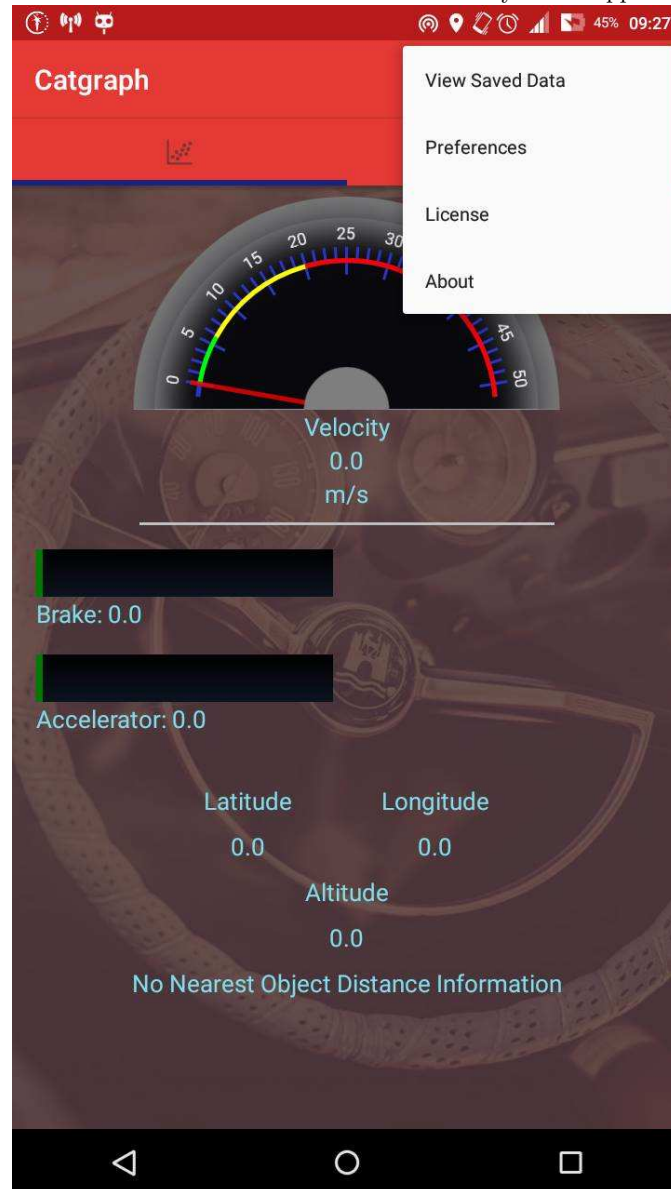 45% 09:27
Catgraph
View Saved Data
Preferences
License
About
0 5 10 15 20 25 30 45 50
Velocity
0.0
m/s
Brake: 0.0
Accelerator: 0.0
Latitude Longitude
0.0 0.0
Altitude
0.0
No Nearest Object Distance Information